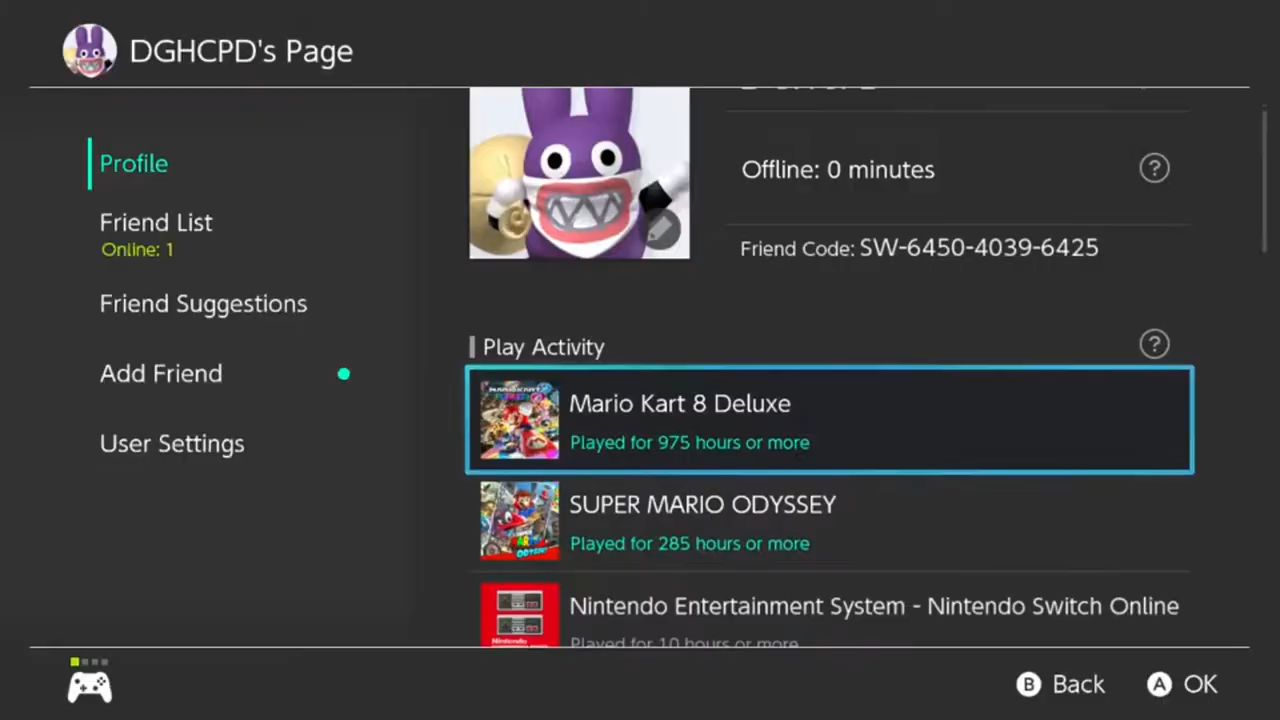 DGHCPD's Page
Profile
Friend List
Online: 1
Friend Suggestions
Add Friend
User Settings
Offline: 0 minutes
?
Friend Code: SW-6450-4039-6425
Play Activity
?
Mario Kart 8 Deluxe
Played for 975 hours or more
SUPER MARIO ODYSSEY
Played for 285 hours or more
Nintendo Entertainment System - Nintendo Switch Online
Played for 10 hours or more
B Back
A OK